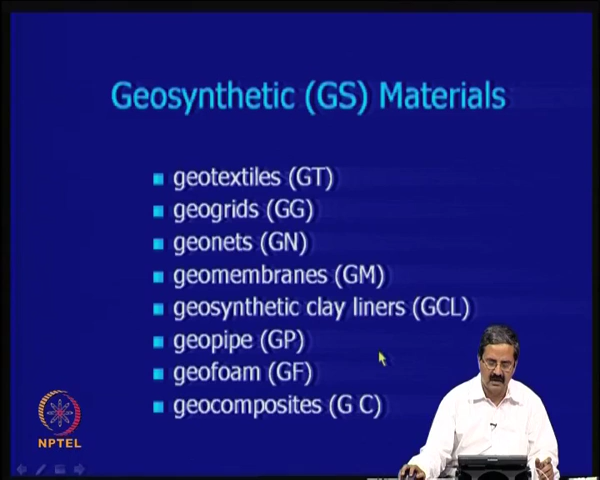 Geosynthetic (GS) Materials
geotextiles (GT)
geogrids (GG)
geonets (GN)
geomembranes (GM)
geosynthetic clay liners (GCL)
geopipe (GP)
geofoam (GF)
geocomposites (G C)
NPTEL